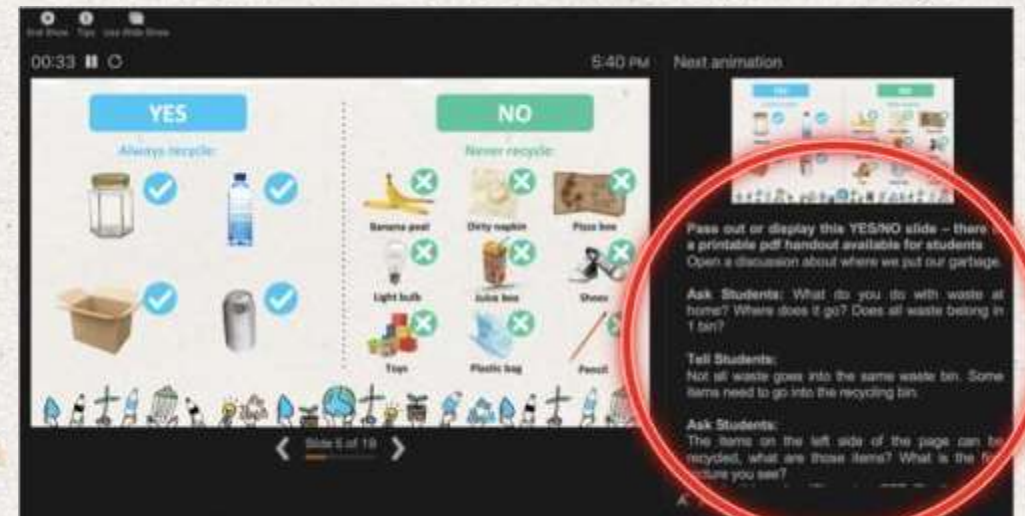 End Show Tips Use Slide Show
00:33
5:40 PM
Next animation
YES
NO
Always recycle:
Never recycle:
Banana peel
Dirty napkin
Pizza box
Light bulb
Juice box
Shoes
Toys
Plastic bag
Pencil
Slide 5 of 19
YES
NO
Pass out or display this YES/NO slide – there
a printable pdf handout available for students
Open a discussion about where we put our garbage.
Ask Students: What do you do with waste at
home? Where does it go? Does all waste belong in
1 bin?
Tell Students:
Not all waste goes into the same waste bin. Some
items need to go into the recycling bin.
Ask Students:
The items on the left side of the page can be
recycled, what are those items? What is the
picture you see?